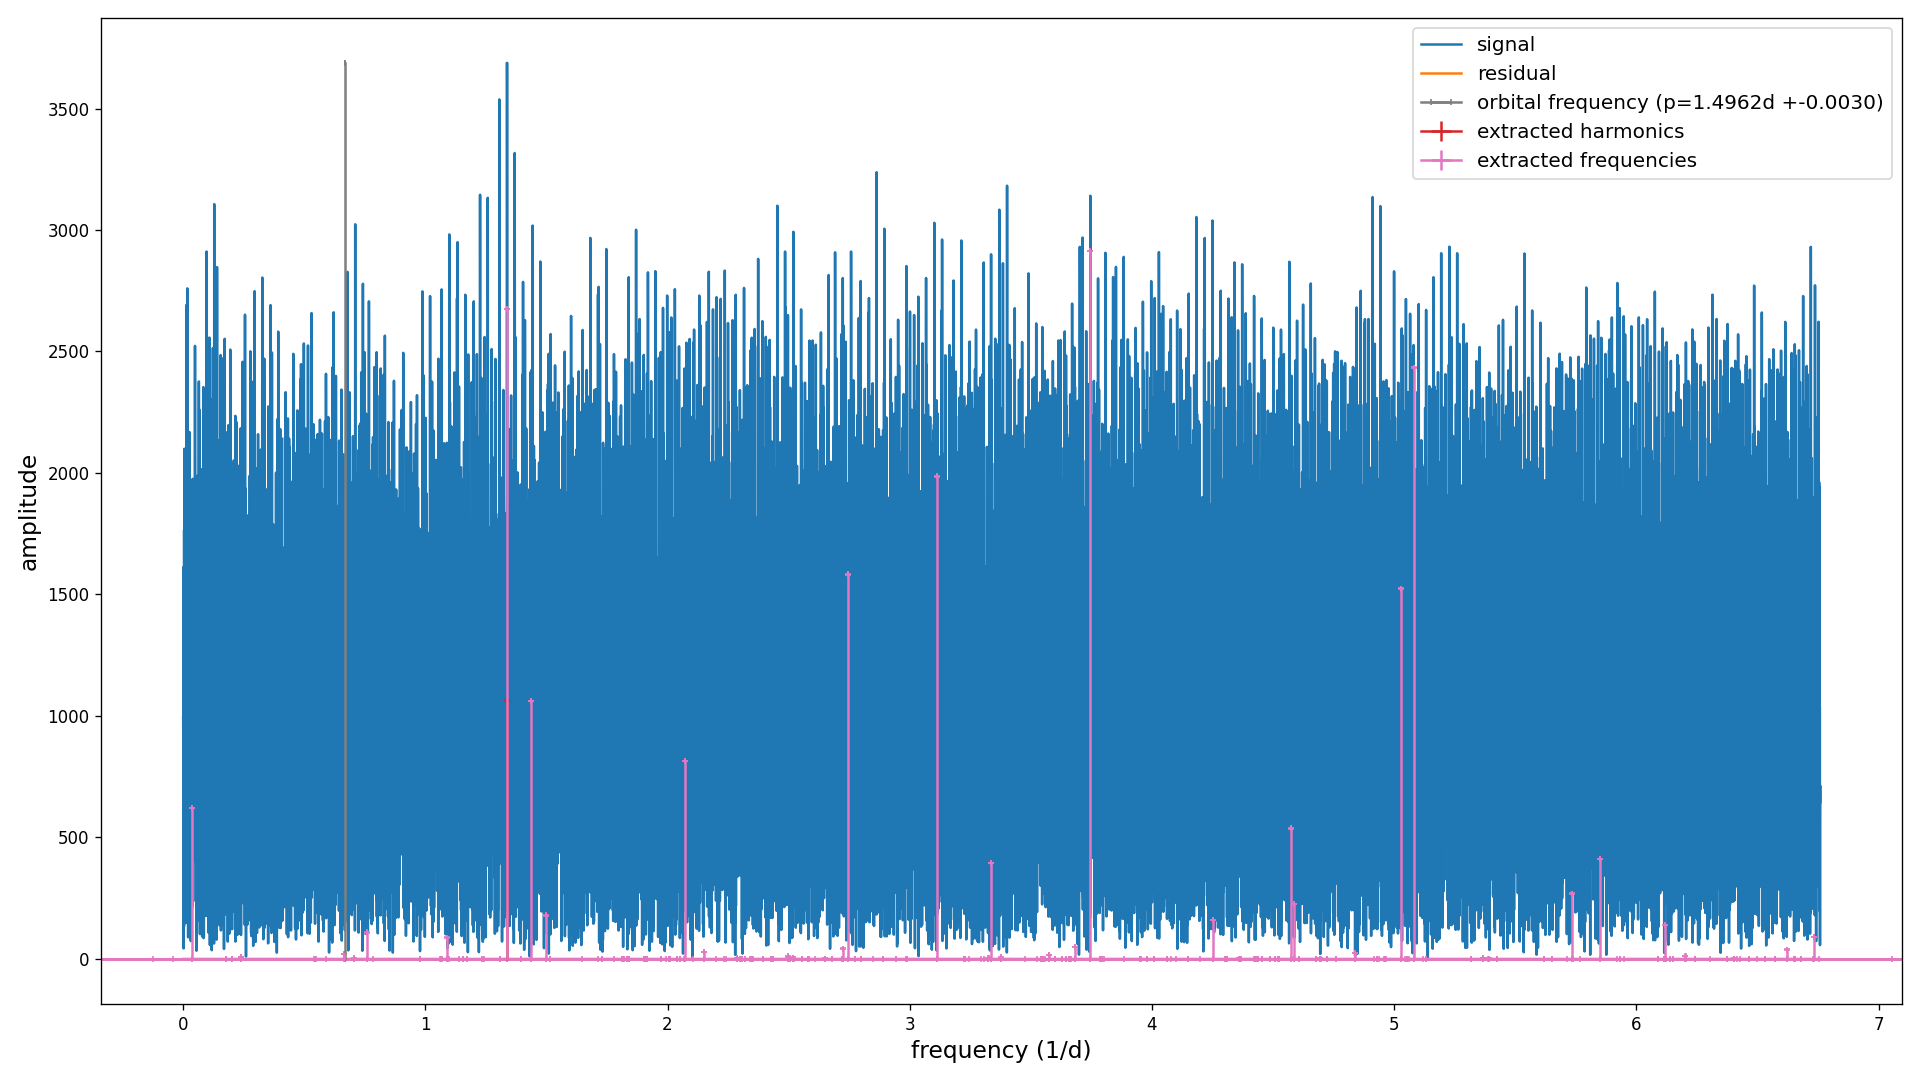 signal
residual
orbital frequency (p=1.4962d +-0.0030)
extracted harmonics
extracted frequencies
3500
3000
2500
2000
1500
1000
500
0
amplitude
0 1 2 3 4 5 6 7
frequency (1/d)